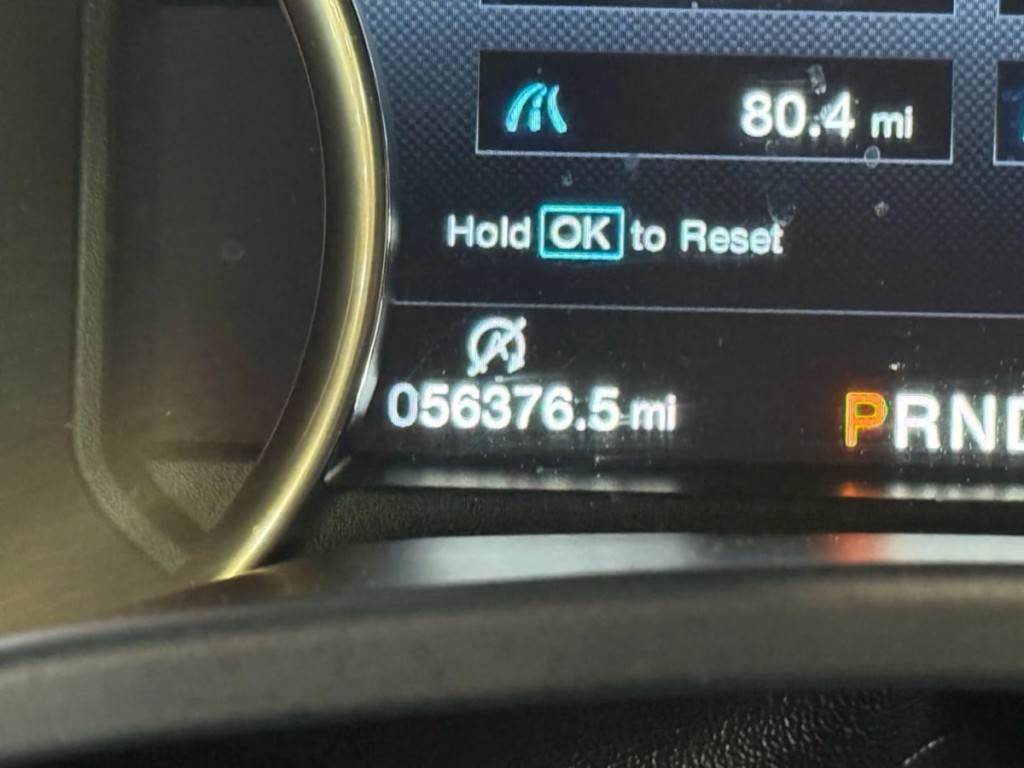 80.4 mi
Hold OK to Reset
056376.5 mi
PRND